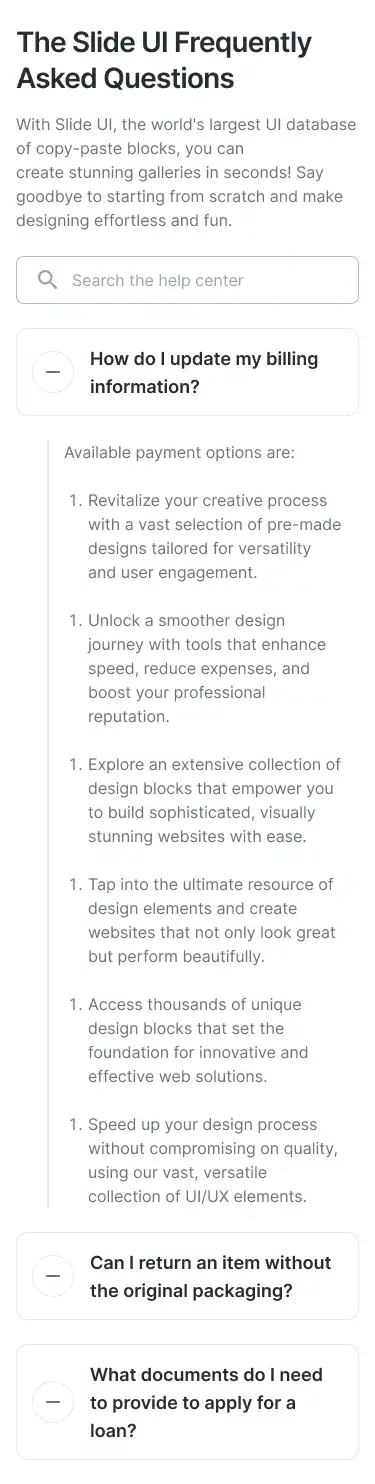 The Slide UI Frequently
Asked Questions
With Slide UI, the world's largest UI database
of copy-paste blocks, you can
create stunning galleries in seconds! Say
goodbye to starting from scratch and make
designing effortless and fun.
Search the help center
How do I update my billing
information?
Available payment options are:
1. Revitalize your creative process
with a vast selection of pre-made
designs tailored for versatility
and user engagement.
1. Unlock a smoother design
journey with tools that enhance
speed, reduce expenses, and
boost your professional
reputation.
1. Explore an extensive collection of
design blocks that empower you
to build sophisticated, visually
stunning websites with ease.
1. Tap into the ultimate resource of
design elements and create
websites that not only look great
but perform beautifully.
1. Access thousands of unique
design blocks that set the
foundation for innovative and
effective web solutions.
1. Speed up your design process
without compromising on quality,
using our vast, versatile
collection of UI/UX elements.
Can I return an item without
the original packaging?
What documents do I need
to provide to apply for a
loan?